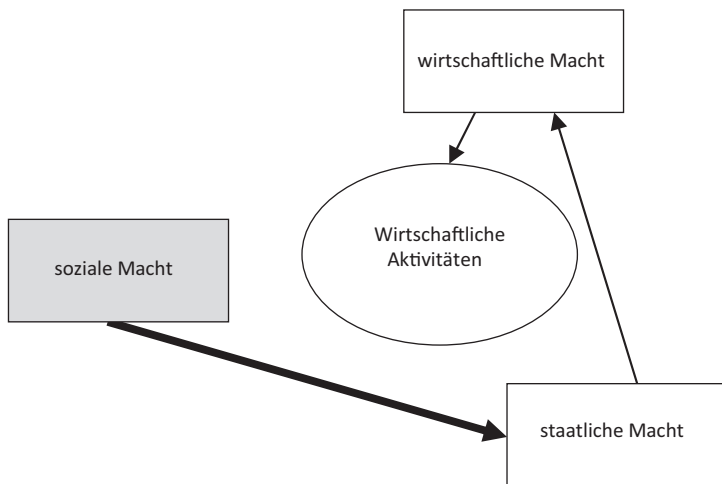 wirtschaftliche Macht
Wirtschaftliche
Aktivitäten
soziale Macht
staatliche Macht